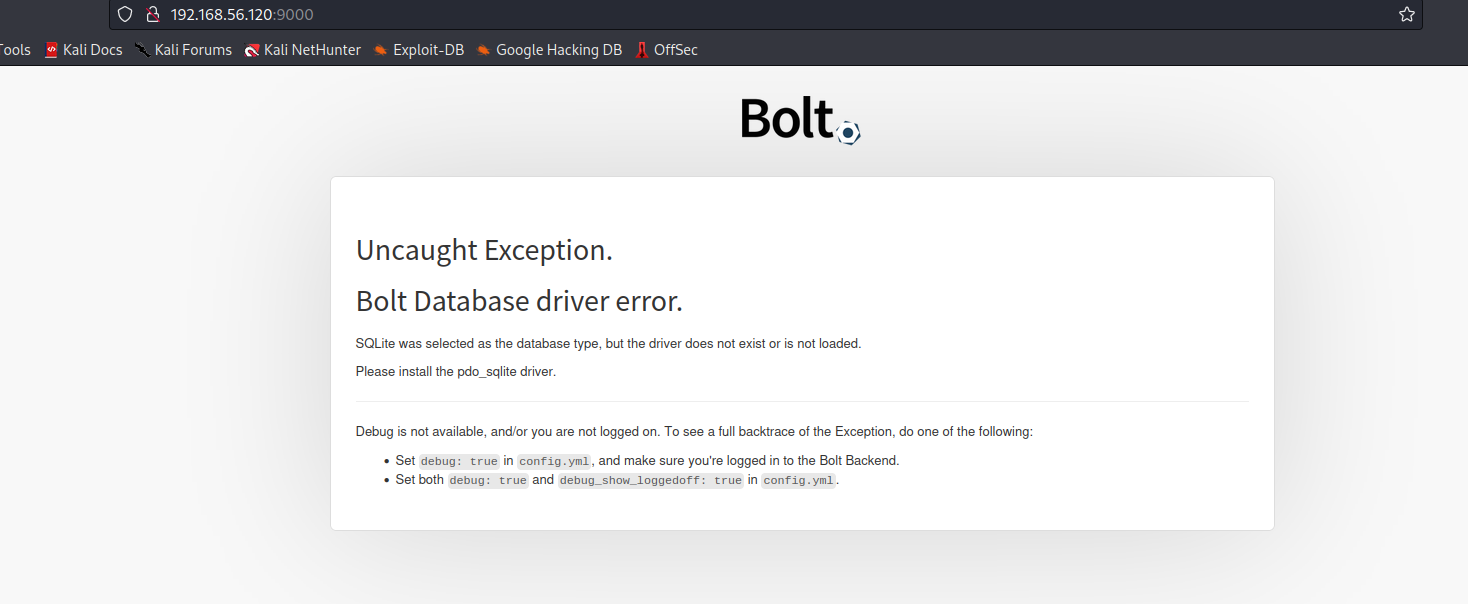 192.168.56.120:9000
Tools Kali Docs Kali Forums Kali NetHunter Exploit-DB Google Hacking DB OffSec
Bolt
Uncaught Exception.
Bolt Database driver error.
SQLite was selected as the database type, but the driver does not exist or is not loaded.
Please install the pdo_sqlite driver.
Debug is not available, and/or you are not logged on. To see a full backtrace of the Exception, do one of the following:
Set debug: true in config.yml, and make sure you're logged in to the Bolt Backend.
Set both debug: true and debug_show_loggedoff: true in config.yml.